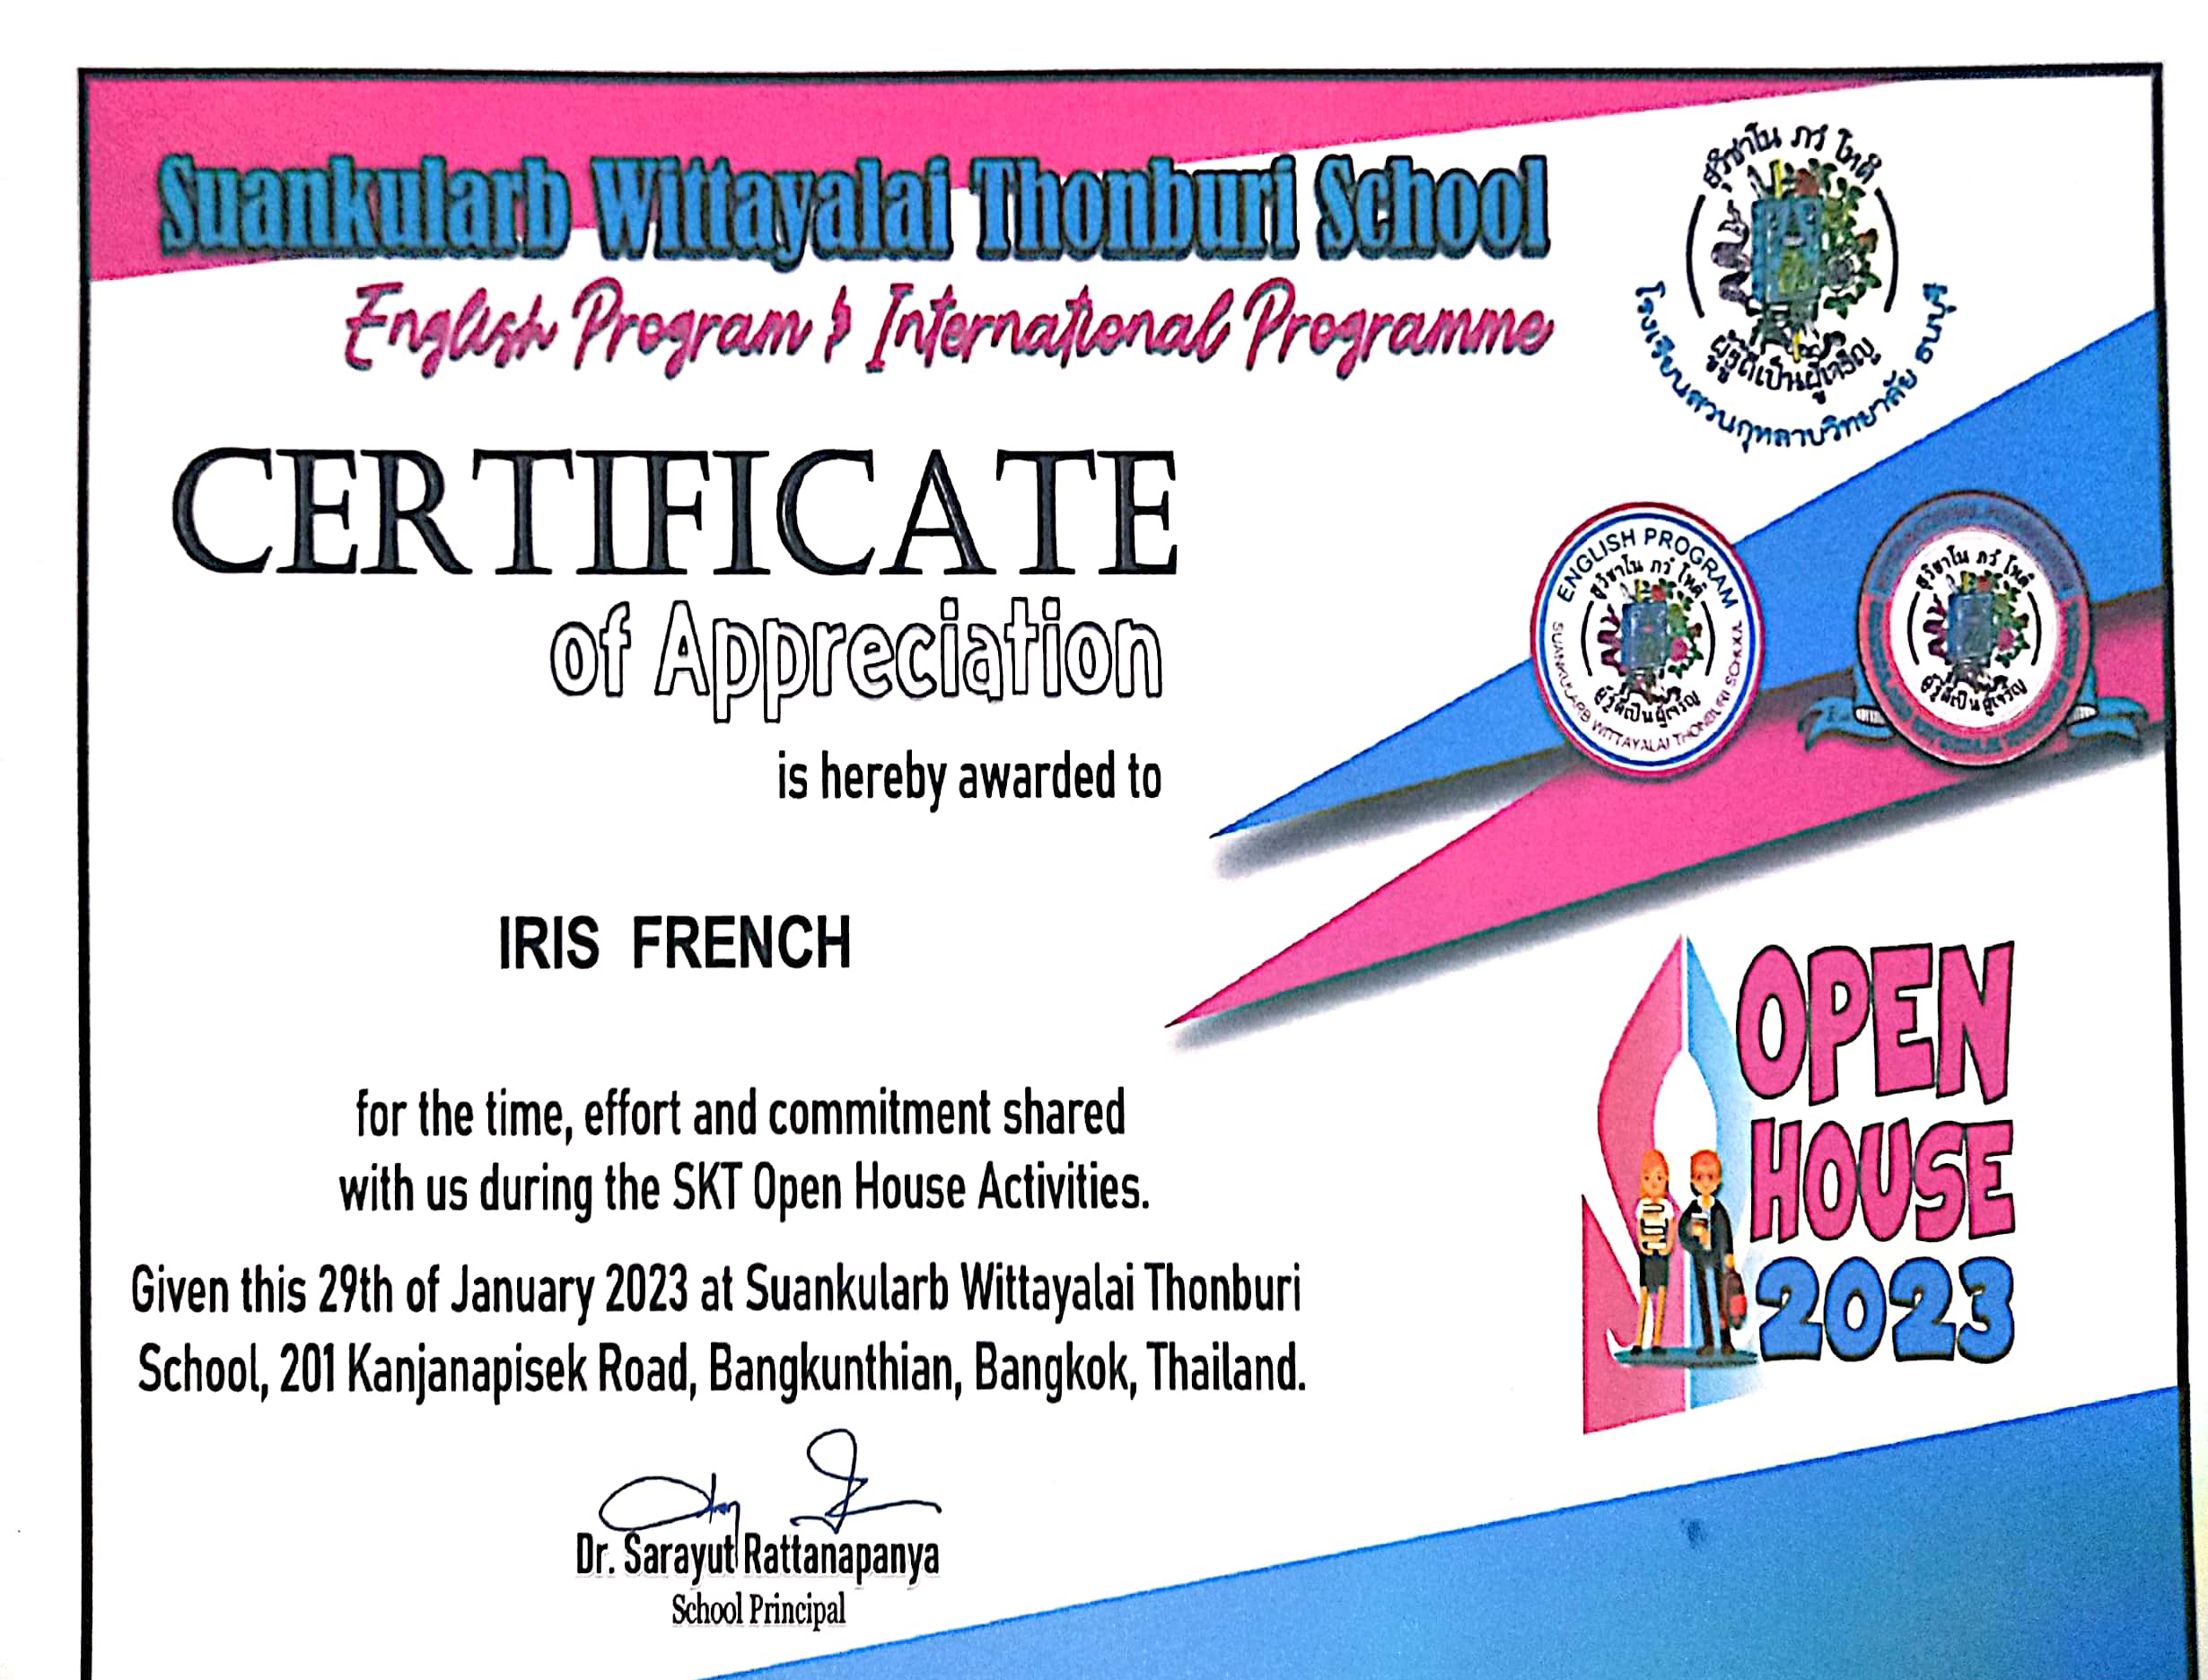 Suankularb Wittayalai Thonburi School
English Program & International Programme
สุวิชาโน ภวํ โหติ
ผู้รู้ดีเป็นผู้เจริญ
โรงเรียนสวนกุหลาบวิทยาลัย ธนบุรี
CERTIFICATE
of Appreciation
is hereby awarded to
ENGLISH PROGRAM
สุวิชาโน ภวํ โหติ
ผู้รู้ดีเป็นผู้เจริญ
SUANKULARB WITTAYALAI THONBURI SCHOOL
สุวิชาโน ภวํ โหติ
ผู้รู้ดีเป็นผู้เจริญ
IRIS FRENCH
for the time, effort and commitment shared
with us during the SKT Open House Activities.
Given this 29th of January 2023 at Suankularb Wittayalai Thonburi
School, 201 Kanjanapisek Road, Bangkunthian, Bangkok, Thailand.
OPEN
HOUSE
2023
Dr. Sarayut Rattanapanya
School Principal